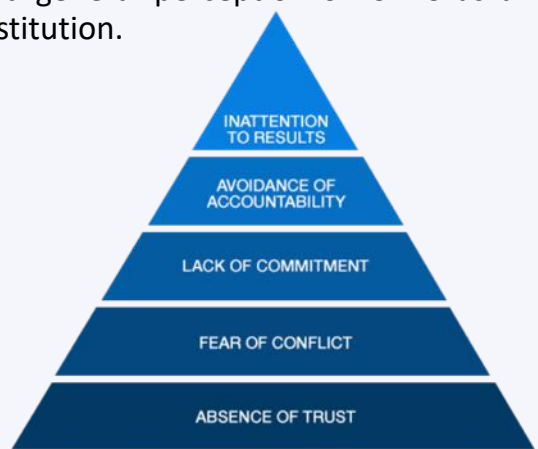 stitution.
INATTENTION
TO RESULTS
AVOIDANCE OF
ACCOUNTABILITY
LACK OF COMMITMENT
FEAR OF CONFLICT
ABSENCE OF TRUST